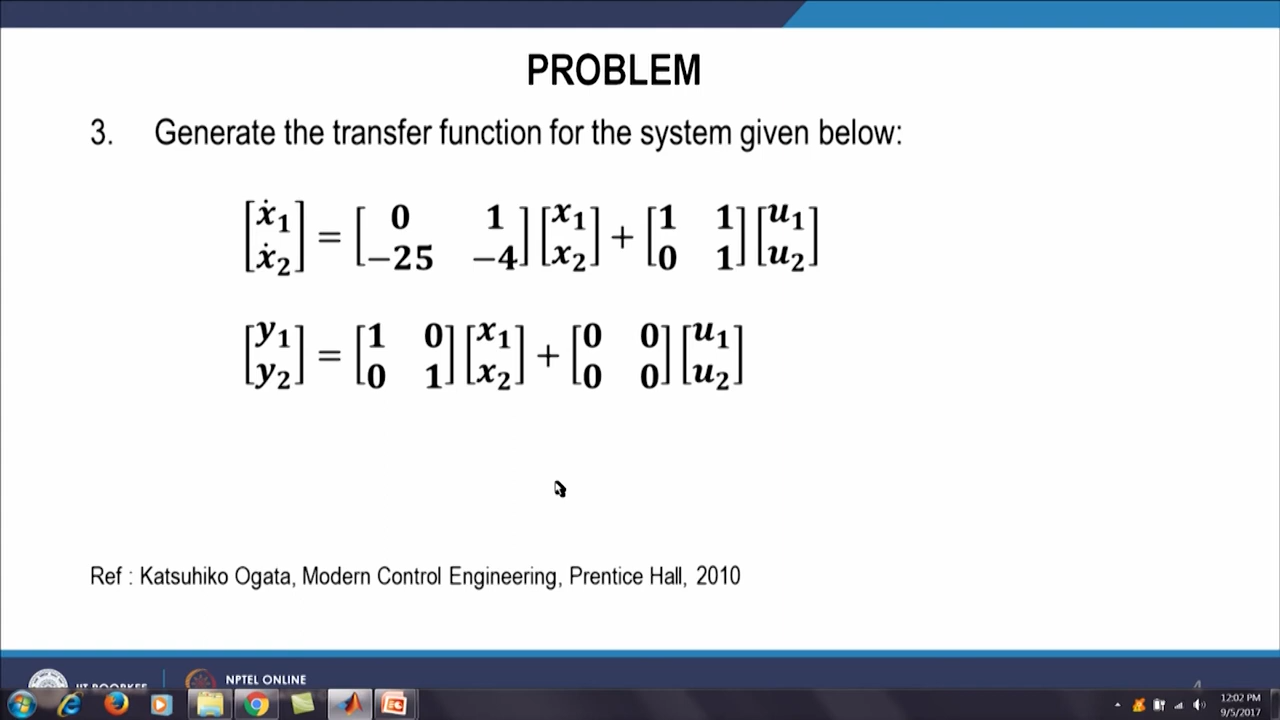 PROBLEM
3. Generate the transfer function for the system given below:
[ẋ₁ ẋ₂] = [0 1 −25 −4] [x₁ x₂] + [1 1 0 1] [u₁ u₂]
[y₁ y₂] = [1 0 0 1] [x₁ x₂] + [0 0 0 0] [u₁ u₂]
Ref : Katsuhiko Ogata, Modern Control Engineering, Prentice Hall, 2010
NPTEL ONLINE
4
12:02 PM
9/5/2017